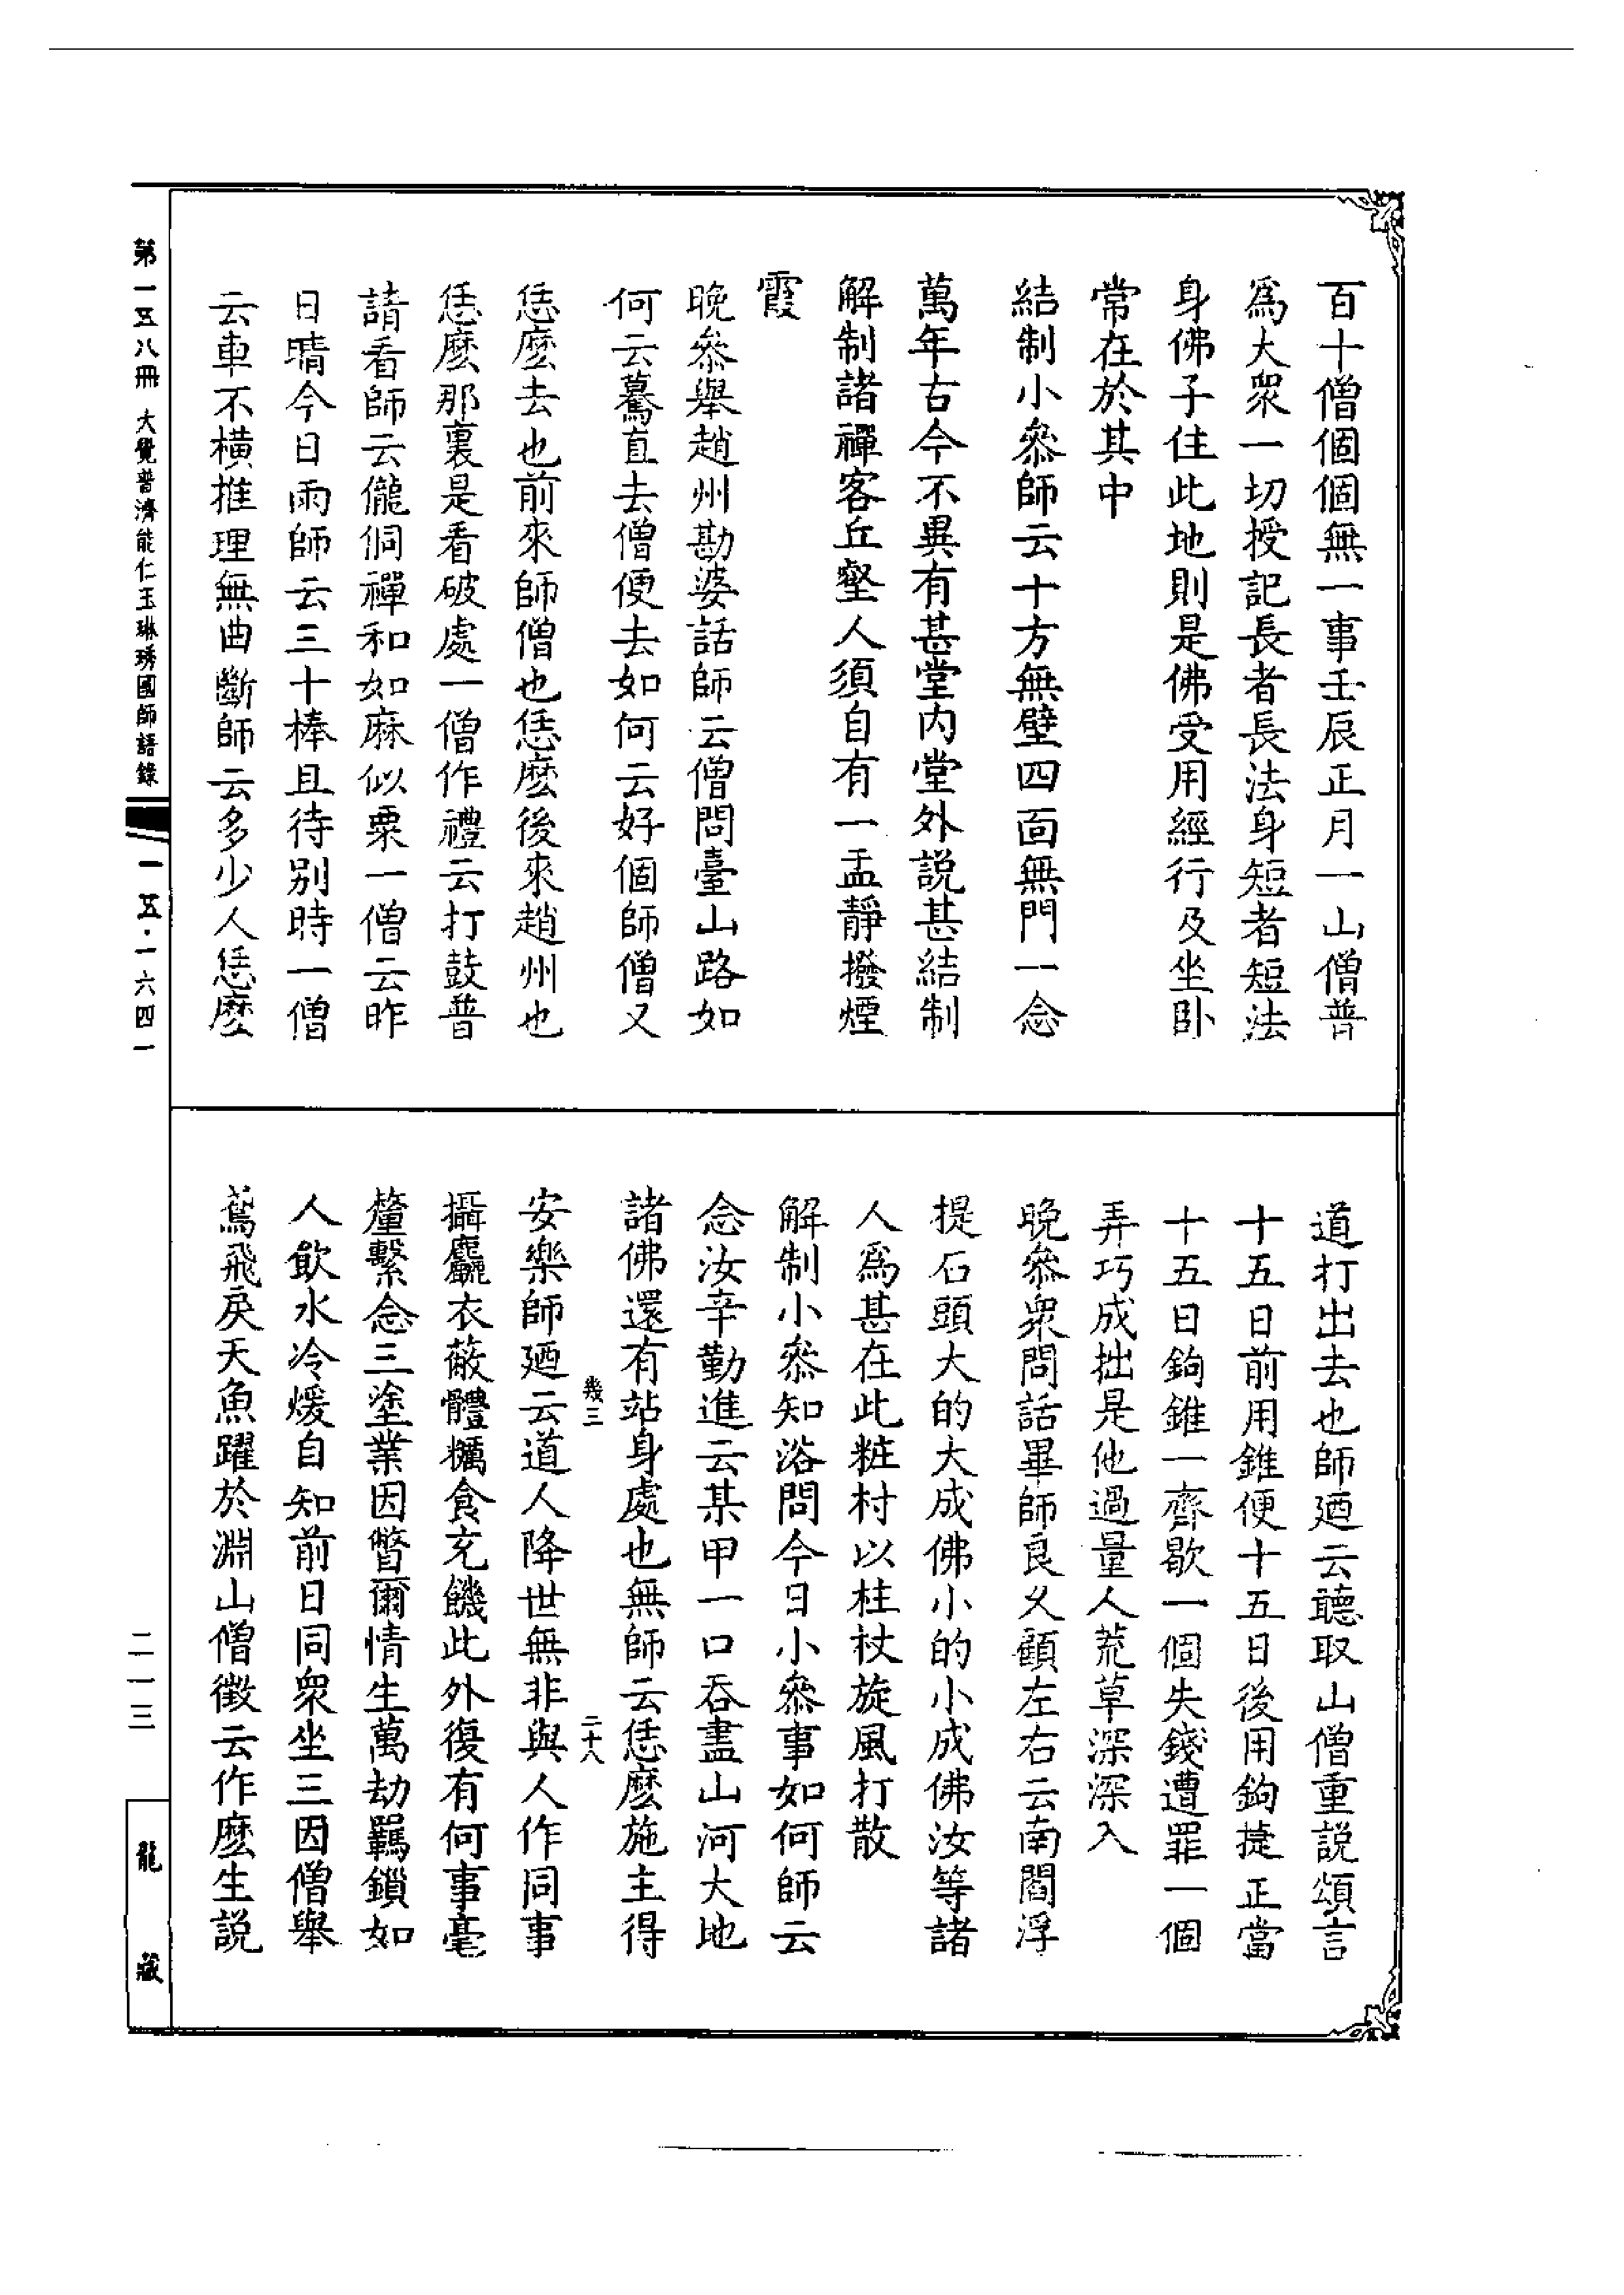 百十僧個個無一事壬辰正月一山僧普
爲大眾一切授記長者長法身短者短法
身佛子住此地則是佛受用經行及坐卧
常在於其中
結制小叅師云十方無壁四面無門一念
萬年古今不異有甚堂内堂外説甚結制
解制諸禪客丘壑人須自有一盂靜撥煙
霞
晚叅舉趙州勘婆話師云僧問臺山路如
何云驀直去僧便去如何云好個師僧又
恁麽去也前來師僧也恁麽後來趙州也
恁麽那裏是看破處一僧作禮云打鼓普
請看師云儱侗禪和如麻似粟一僧云昨
日晴今日雨師云三十棒且待别時一僧
云車不橫推理無曲斷師云多少人恁麽
道打出去也師廼云聽取山僧重説頌言
十五日前用錐便十五日後用鉤捷正當
十五日鉤錐一齊歇一個失錢遭罪一個
弄巧成拙是他過量人荒草深深入
晚叅衆問話畢師良乆顧左右云南閻浮
提石頭大的大成佛小的小成佛汝等諸
人爲甚在此粧村以柱杖旋風打散
解制小叅知浴問今日小叅事如何師云
念汝辛勤進云某甲一口吞盡山河大地
諸佛還有站身處也無師云恁麽施主得
幾三
二十八
安樂師廼云道人降世無非與人作同事
攝麤衣蔽體糲食充饑此外復有何事毫
釐繫念三塗業因瞥爾情生萬劫羈鎖如
人飲水冷煖自知前日同衆坐三因僧舉
鳶飛戾天魚躍於淵山僧徵云作麽生説
第一五八冊 大覺普濟能仁玉琳琇國師語錄
一五·一六四一
二一三
龍藏